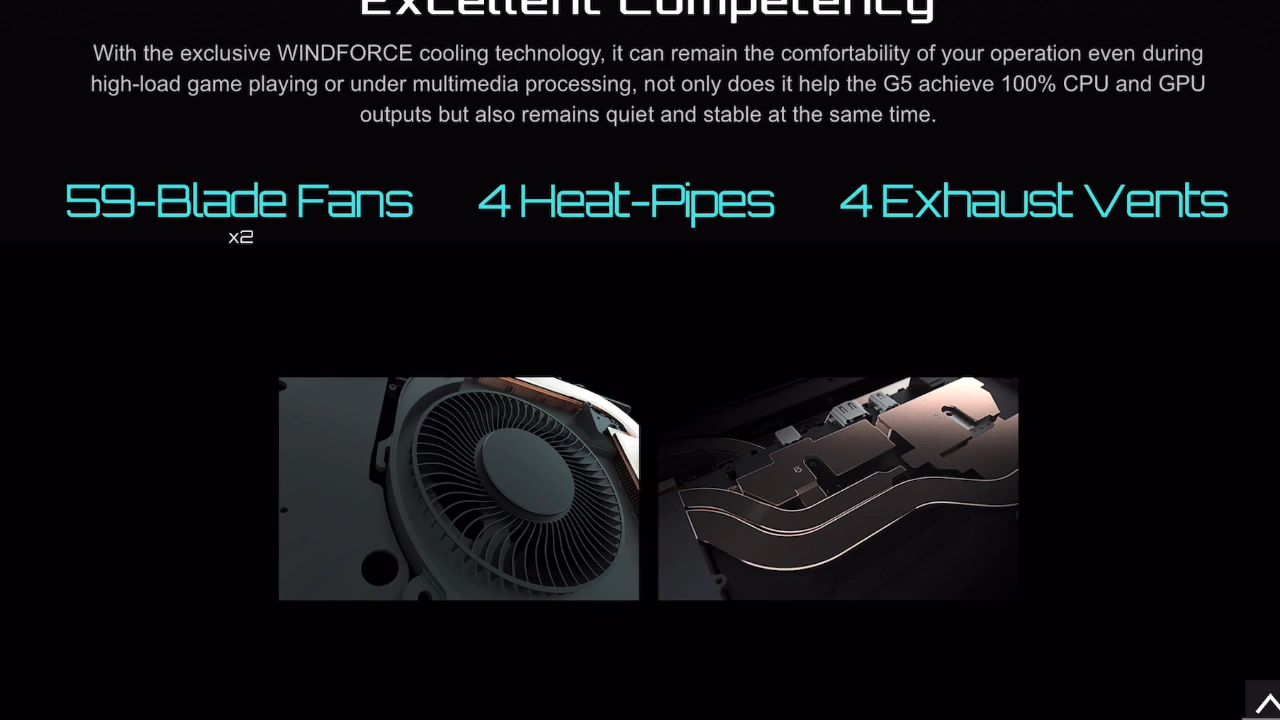 Excellent Competency
With the exclusive WINDFORCE cooling technology, it can remain the comfortability of your operation even during
high-load game playing or under multimedia processing, not only does it help the G5 achieve 100% CPU and GPU
outputs but also remains quiet and stable at the same time.
59-Blade Fans 4 Heat-Pipes 4 Exhaust Vents
x2